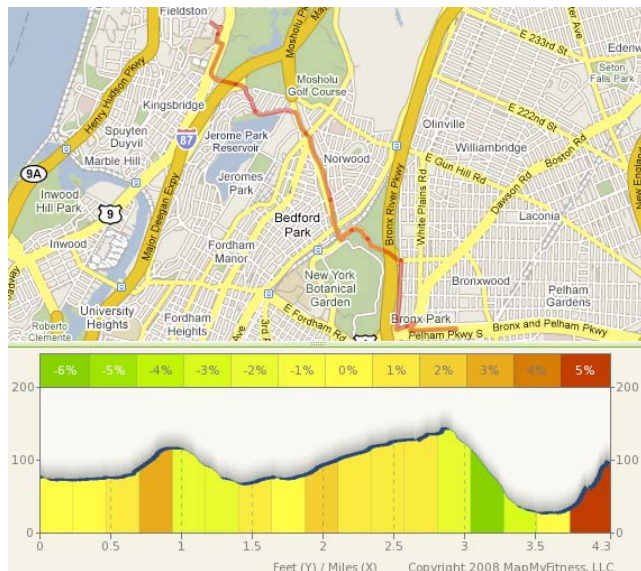 Fieldston
Mosholu Pkwy
E 233rd St
Edenw
Seton
Falls Park
Henry Hudson Pkwy
Mosholu
Golf Course
Kingsbridge
Olinville
E 222nd St
Spuyten
Duyvil
87
Jerome Park
Reservoir
Williambridge
Boston Rd
Marble Hill
Norwood
E Gun Hill Rd
Dawson Rd
9A
Inwood
Hill Park
Jerome
Park
White Plains Rd
New England
9
Major Deegan Expy
Bedford
Park
Bronx River Pkwy
Laconia
Inwood
Fordham
Manor
New York
Botanical
Garden
Bronxwood
Pelham
Gardens
oadway
University
Heights
Fordham
Heights
3rd
E Fordham Rd
Roberto
Clemente
Bronx Park
Pelham Pkwy S
Bronx and Pelham Pkwy
-6% -5% -4% -3% -2% -1% 0% 1% 2% 3% 4% 5%
200 200
100 100
0 0
0 0.5 1 1.5 2 2.5 3 3.5 4.3
Feet (Y) / Miles (X) Copyright 2008 MapMyFitness, LLC.